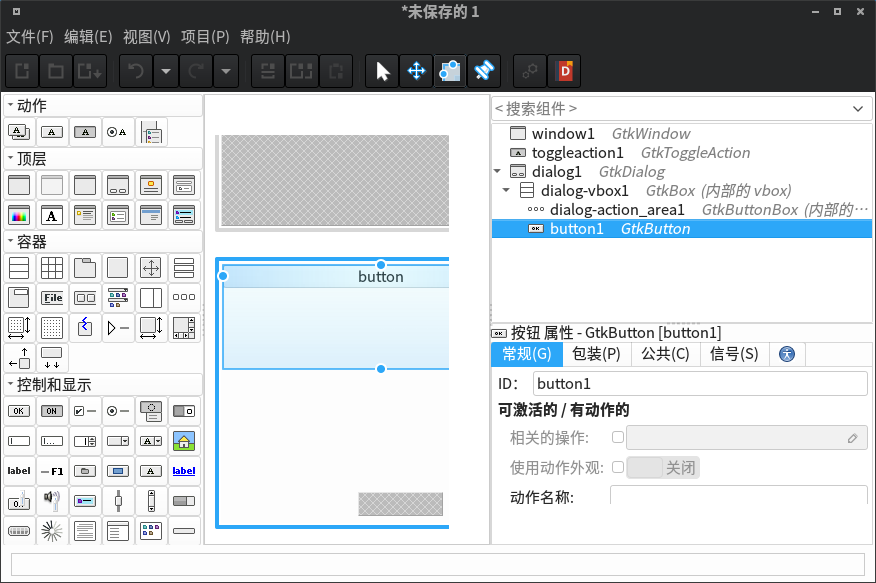 *未保存的 1
文件(F) 编辑(E) 视图(V) 项目(P) 帮助(H)
D
动作
A A A A
顶层
A
容器
File
控制和显示
OK ON
A
label F1 A label
button
< 搜索组件 >
window1 GtkWindow
A toggleaction1 GtkToggleAction
dialog1 GtkDialog
dialog-vbox1 GtkBox (内部的 vbox)
dialog-action_area1 GtkButtonBox (内部的…
OK button1 GtkButton
OK 按钮 属性 - GtkButton [button1]
常规(G) 包装(P) 公共(C) 信号(S)
ID: button1
可激活的 / 有动作的
相关的操作:
使用动作外观: 关闭
动作名称: